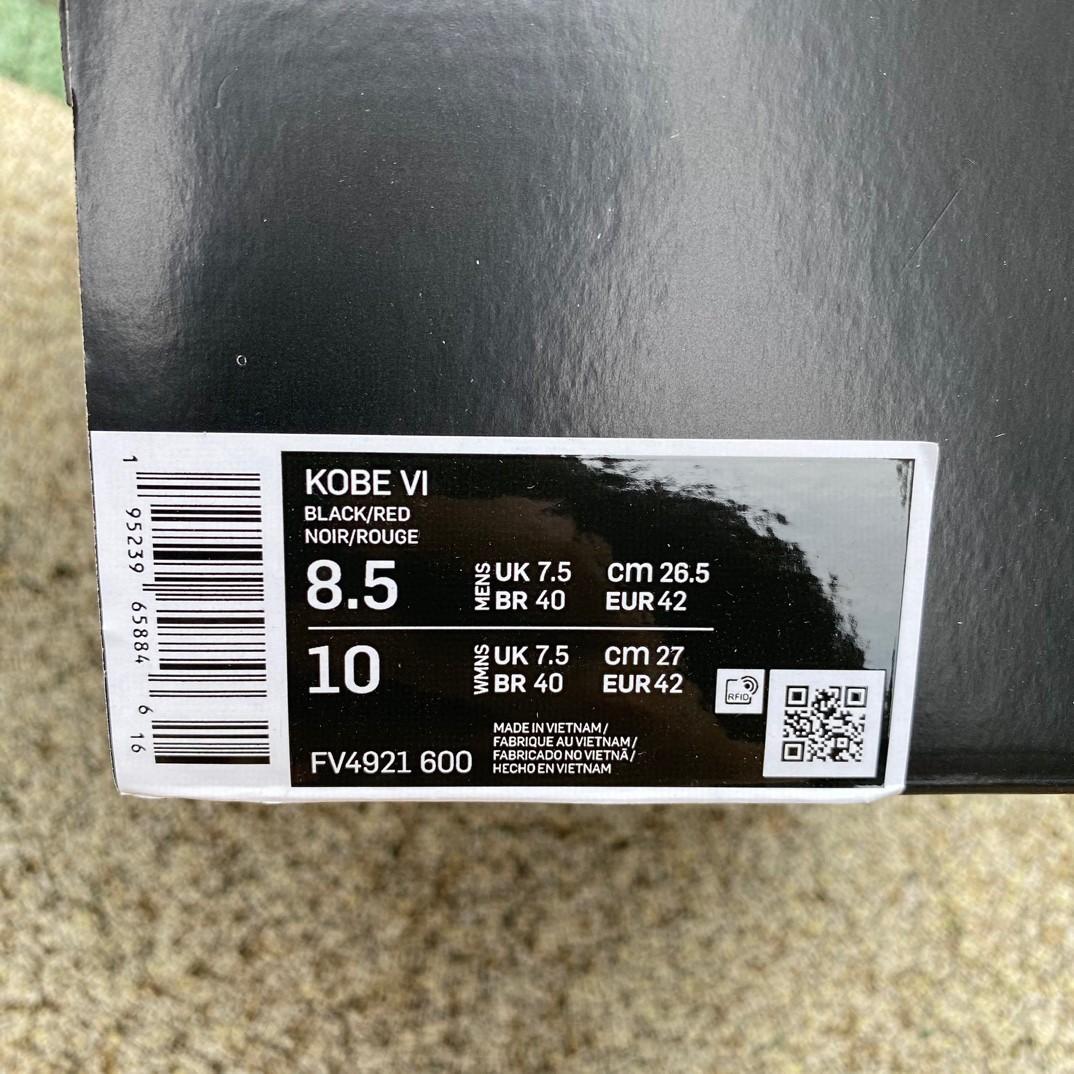 KOBE VI
BLACK/RED
NOIR/ROUGE
8.5
MENS
UK 7.5 CM 26.5
BR 40 EUR 42
10
WMNS
UK 7.5 CM 27
BR 40 EUR 42
RFID
FV4921 600
MADE IN VIETNAM/
FABRIQUE AU VIETNAM/
FABRICADO NO VIETNÃ/
HECHO EN VIETNAM
1 95239 65884 6 16